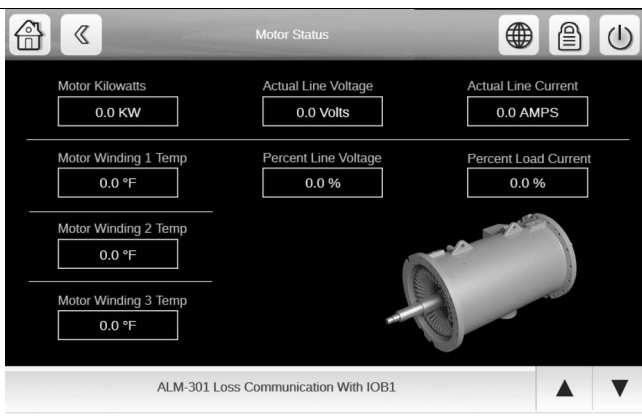 Motor Status
Motor Kilowatts
0.0 KW
Actual Line Voltage
0.0 Volts
Actual Line Current
0.0 AMPS
Motor Winding 1 Temp
0.0 °F
Percent Line Voltage
0.0 %
Percent Load Current
0.0 %
Motor Winding 2 Temp
0.0 °F
Motor Winding 3 Temp
0.0 °F
ALM-301 Loss Communication With IOB1